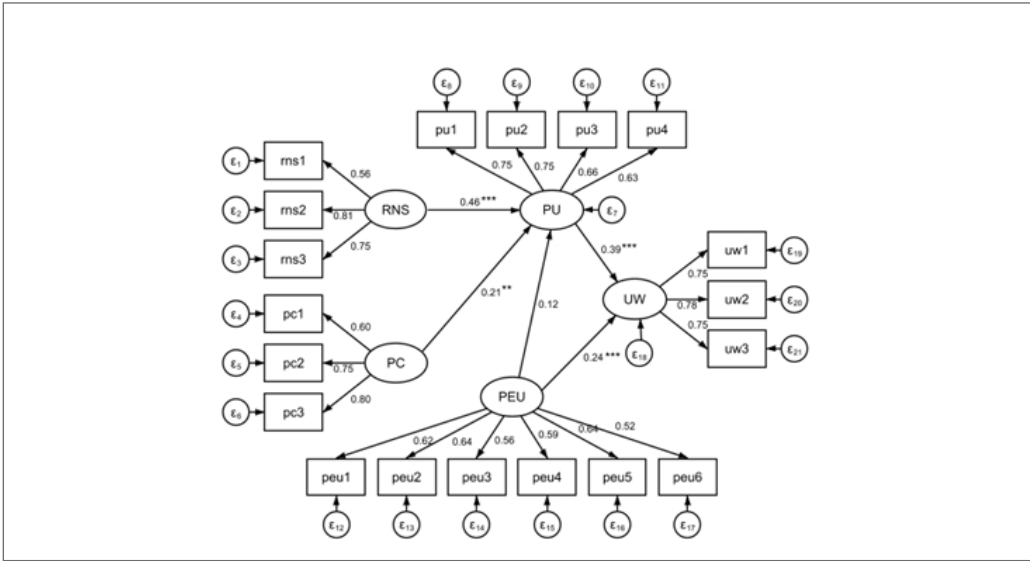 ε8 ε9 ε10 ε11
pu1 pu2 pu3 pu4
0.75 0.75 0.66 0.63
ε1 rns1
0.56
ε2 rns2 0.81 RNS 0.46*** PU ε7
0.75
ε3 rns3
0.39***
uw1 ε19
0.75
ε4 pc1
0.60
0.21** 0.12
UW 0.78 uw2 ε20
0.75
ε5 pc2 0.75 PC
ε18
uw3 ε21
0.24***
0.80
ε6 pc3
PEU
0.62 0.64 0.56 0.59 0.64 0.52
peu1 peu2 peu3 peu4 peu5 peu6
ε12 ε13 ε14 ε15 ε16 ε17